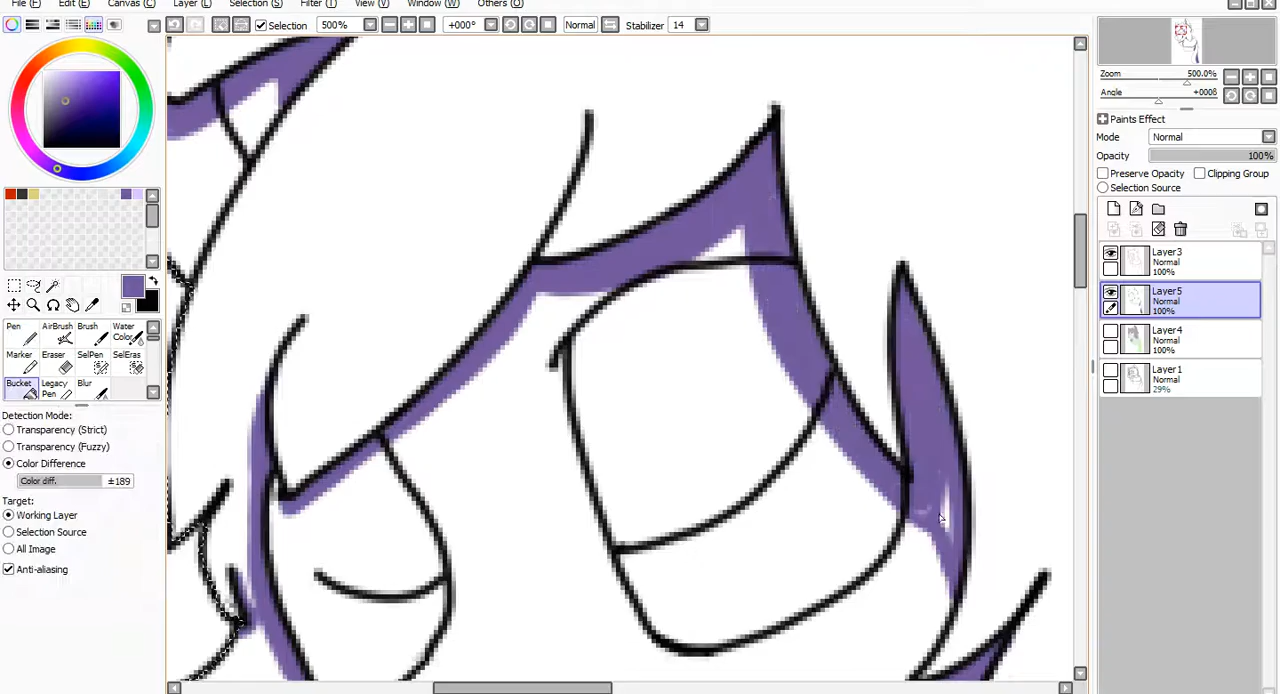 File (F) Edit (E) Canvas (C) Layer (L) Selection (S) Filter (T) View (V) Window (W) Others (O)
Selection 500% +000° Normal Stabilizer 14
Zoom 500.0%
Angle +000ß
Paints Effect
Mode Normal
Opacity 100%
Preserve Opacity Clipping Group
Selection Source
Layer3
Normal
100%
Layer5
Normal
100%
Layer4
Normal
100%
Layer1
Normal
29%
Pen AirBrush Brush Water Color
Marker Eraser SelPen SelEras
Bucket Legacy Pen Blur
Detection Mode:
Transparency (Strict)
Transparency (Fuzzy)
Color Difference
Color diff. ±189
Target:
Working Layer
Selection Source
All Image
Anti-aliasing